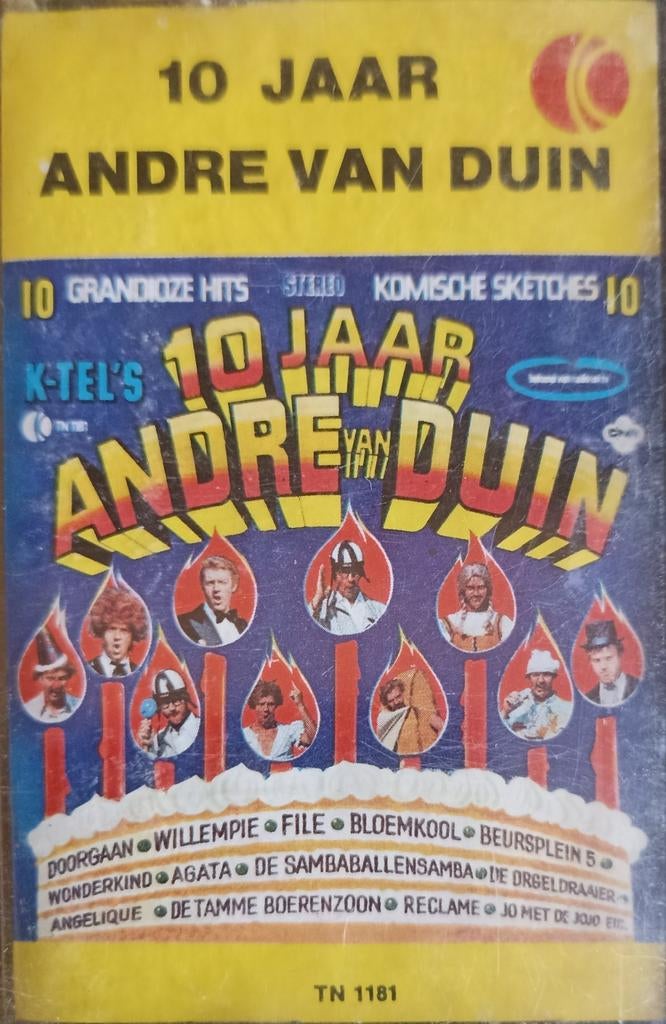 10 JAAR
ANDRE VAN DUIN
10 GRANDIOZE HITS STEREO KOMISCHE SKETCHES 10
K-TEL'S
TN 1181
10 JAAR
ANDRE VAN DUIN
DOORGAAN • WILLEMPIE • FILE • BLOEMKOOL • BEURSPLEIN 5 •
WONDERKIND • AGATA • DE SAMBABALLENSAMBA • DE ORGELDRAAIER •
ANGELIQUE • DE TAMME BOERENZOON • RECLAME • JO MET DE JOJO ETC.
TN 1181